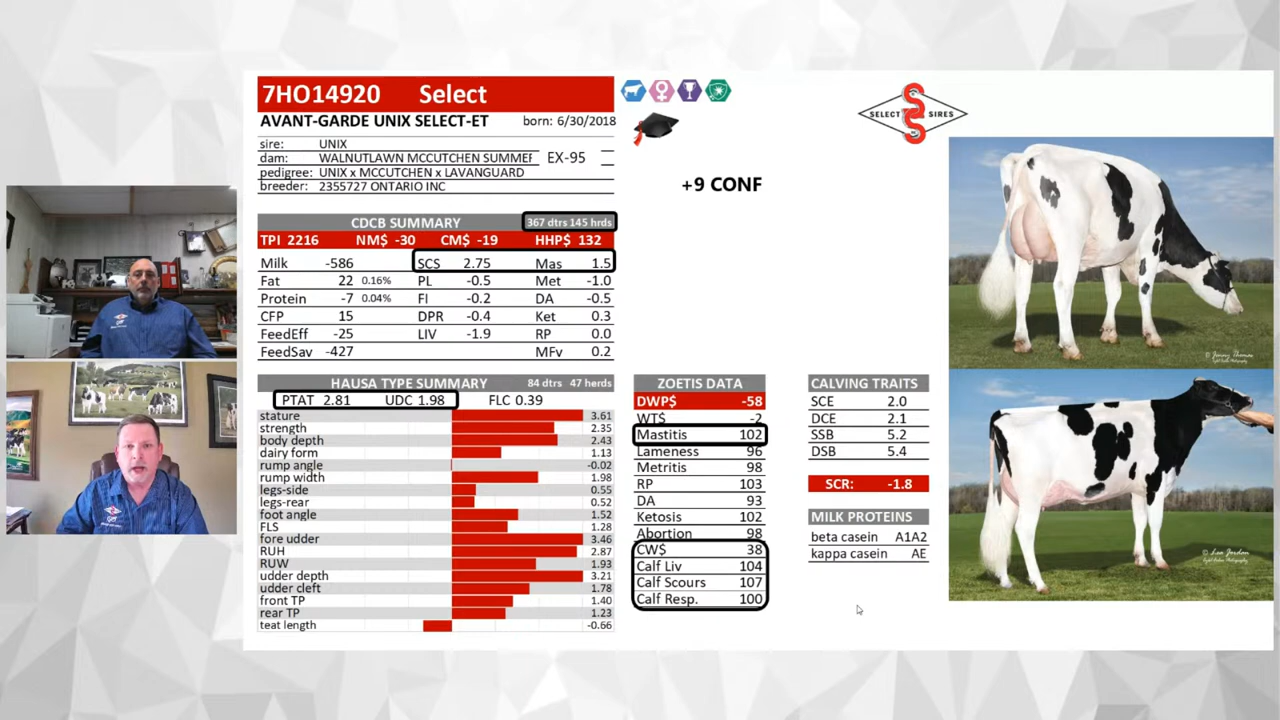 7HO14920 Select
AVANT-GARDE UNIX SELECT-ET born: 6/30/2018
sire: UNIX
dam: WALNUTLAWN MCCUTCHEN SUMMER EX-95
pedigree: UNIX x MCCUTCHEN x LAVANGUARD
breeder: 2355727 ONTARIO INC
+9 CONF
SELECT SIRES
CDCB SUMMARY 367 dtrs 145 hrds
TPI 2216 NM$ -30 CM$ -19 HHP$ 132
Milk -586 SCS 2.75 Mas 1.5
Fat 22 0.16% PL -0.5 Met -1.0
Protein -7 0.04% FI -0.2 DA -0.5
CFP 15 DPR -0.4 Ket 0.3
FeedEff -25 LIV -1.9 RP 0.0
FeedSav -427 MFv 0.2
HAUSA TYPE SUMMARY 84 dtrs 47 herds
PTAT 2.81 UDC 1.98 FLC 0.39
stature 3.61
strength 2.35
body depth 2.43
dairy form 1.13
rump angle -0.02
rump width 1.98
legs-side 0.55
legs-rear 0.52
foot angle 1.52
FLS 1.28
fore udder 3.46
RUH 2.87
RUW 1.93
udder depth 3.21
udder cleft 1.78
front TP 1.40
rear TP 1.23
teat length -0.66
ZOETIS DATA
DWP$ -58
WT$ -2
Mastitis 102
Lameness 96
Metritis 98
RP 103
DA 93
Ketosis 102
Abortion 98
CW$ 38
Calf Liv 104
Calf Scours 107
Calf Resp. 100
CALVING TRAITS
SCE 2.0
DCE 2.1
SSB 5.2
DSB 5.4
SCR: -1.8
MILK PROTEINS
beta casein A1A2
kappa casein AE